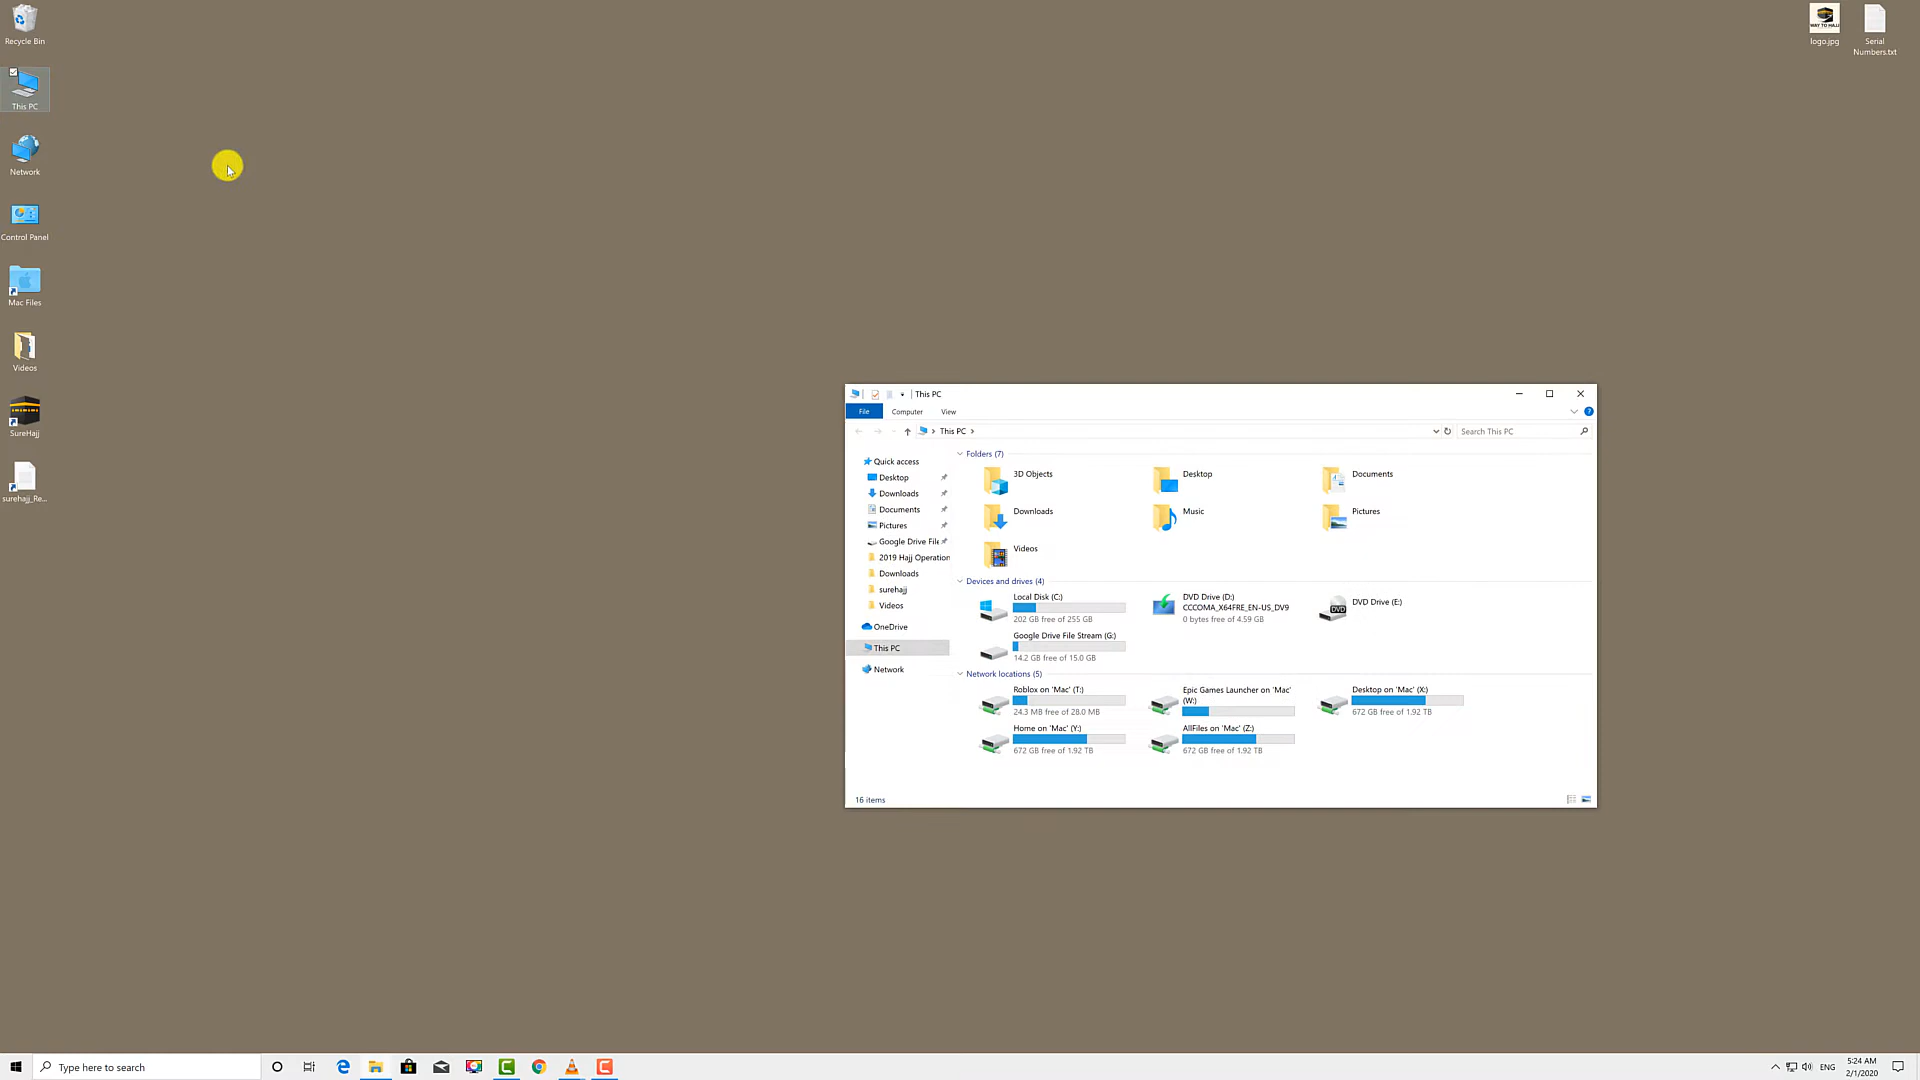 Recycle Bin
This PC
Network
Control Panel
Mac Files
Videos
SureHajj
surehajj_Re...
WAY TO HAJJ
logo.jpg
Serial
Numbers.txt
This PC
File
Computer
View
This PC
Search This PC
Quick access
Desktop
Downloads
Documents
Pictures
Google Drive File
2019 Hajj Operation
Downloads
surehajj
Videos
OneDrive
This PC
Network
Folders (7)
3D Objects
Desktop
Documents
Downloads
Music
Pictures
Videos
Devices and drives (4)
Local Disk (C:)
202 GB free of 255 GB
DVD Drive (D:)
CCCOMA_X64FRE_EN-US_DV9
0 bytes free of 4.59 GB
DVD
DVD Drive (E:)
Google Drive File Stream (G:)
14.2 GB free of 15.0 GB
Network locations (5)
Roblox on 'Mac' (T:)
24.3 MB free of 28.0 MB
Epic Games Launcher on 'Mac'
(W:)
Desktop on 'Mac' (X:)
672 GB free of 1.92 TB
Home on 'Mac' (Y:)
672 GB free of 1.92 TB
AllFiles on 'Mac' (Z:)
672 GB free of 1.92 TB
16 items
Type here to search
ENG
5:24 AM
2/1/2020